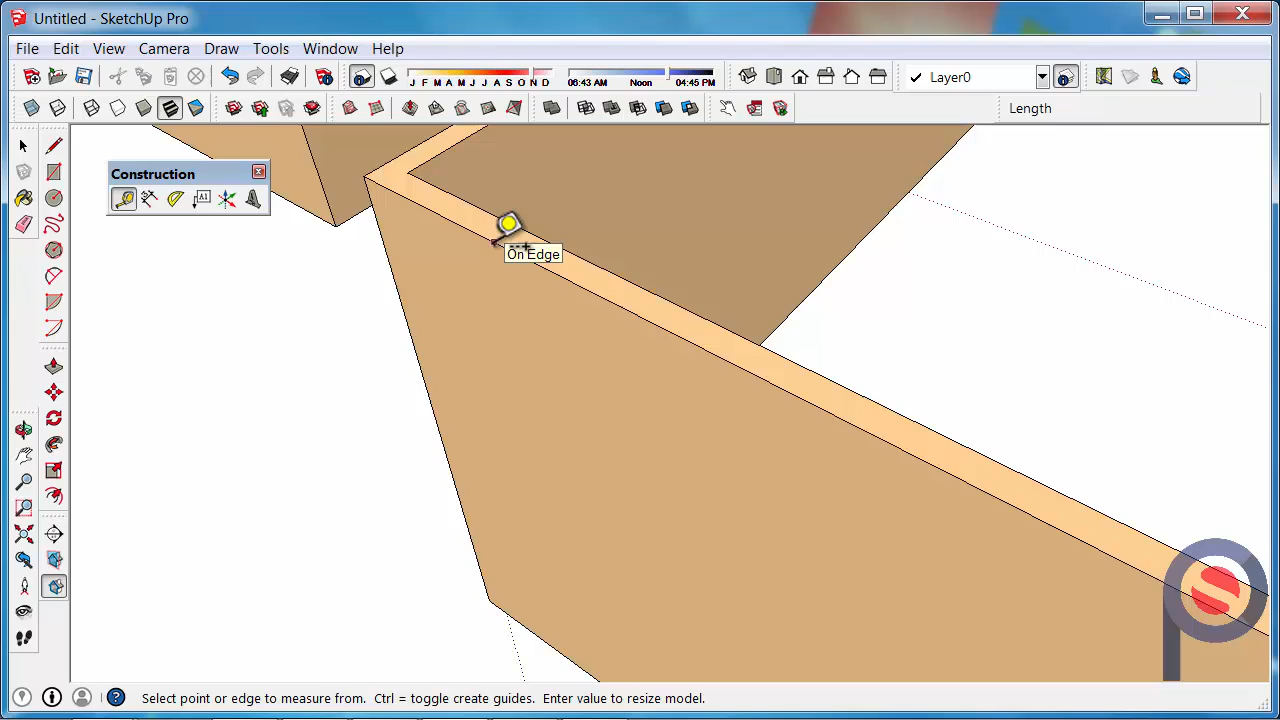 Untitled - SketchUp Pro
File Edit View Camera Draw Tools Window Help
J F M A M J J A S O N D
06:43 AM Noon 04:45 PM
Layer0
Length
Construction
A1
On Edge
S
Select point or edge to measure from. Ctrl = toggle create guides. Enter value to resize model.